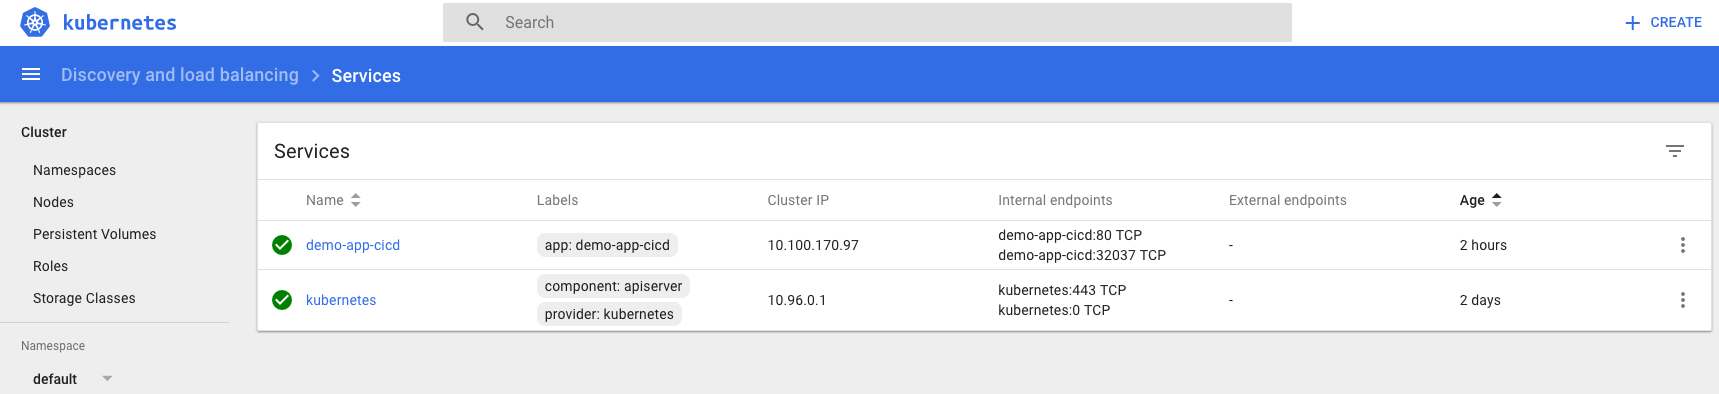 kubernetes
Search
CREATE
Discovery and load balancing > Services
Cluster
Namespaces
Nodes
Persistent Volumes
Roles
Storage Classes
Namespace
default
Services
Name Labels Cluster IP Internal endpoints External endpoints Age
demo-app-cicd app: demo-app-cicd 10.100.170.97 demo-app-cicd:80 TCP - 2 hours
demo-app-cicd:32037 TCP
kubernetes component: apiserver 10.96.0.1 kubernetes:443 TCP - 2 days
provider: kubernetes kubernetes:0 TCP